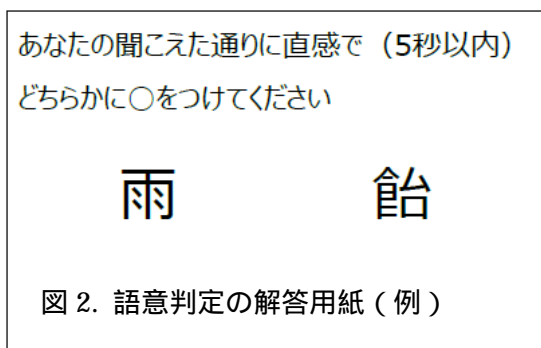 あなたの聞こえた通りに直感で（5秒以内）
どちらかに○をつけてください
雨 飴
図 2. 語意判定の解答用紙 ( 例 )